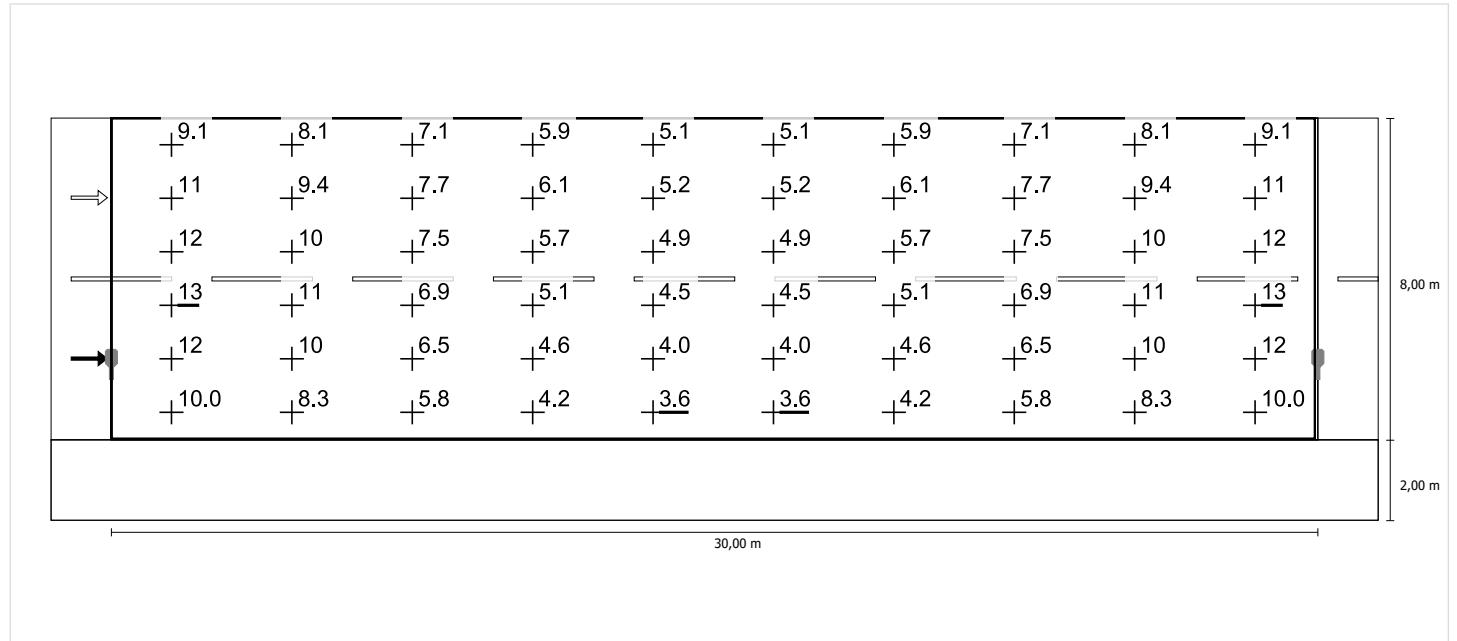 9.1 8.1 7.1 5.9 5.1 5.1 5.9 7.1 8.1 9.1
11 9.4 7.7 6.1 5.2 5.2 6.1 7.7 9.4 11
12 10 7.5 5.7 4.9 4.9 5.7 7.5 10 12
13 11 6.9 5.1 4.5 4.5 5.1 6.9 11 13
8,00 m
12 10 6.5 4.6 4.0 4.0 4.6 6.5 10 12
10.0 8.3 5.8 4.2 3.6 3.6 4.2 5.8 8.3 10.0
2,00 m
30,00 m